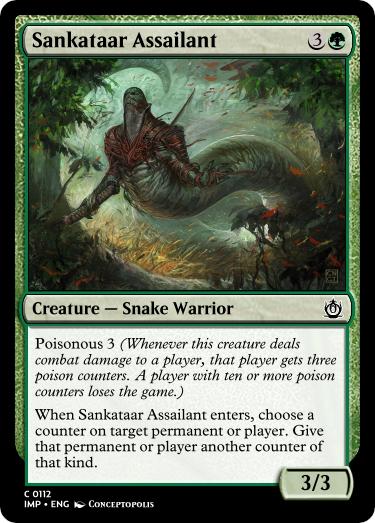 Sankataar Assailant 3
Creature — Snake Warrior
Poisonous 3 (Whenever this creature deals
combat damage to a player, that player gets three
poison counters. A player with ten or more poison
counters loses the game.)
When Sankataar Assailant enters, choose a
counter on target permanent or player. Give
that permanent or player another counter of
that kind.
3/3
C 0112
IMP • ENG Conceptopolis